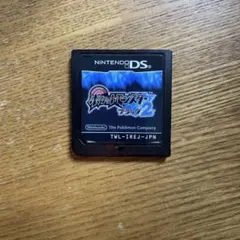 NINTENDO DS
ポケットモンスター
ブラック2
Nintendo
The Pokémon Company
TWL-IREJ-JPN